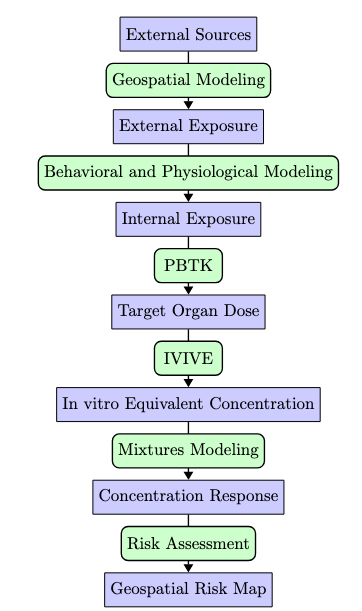 External Sources
Geospatial Modeling
External Exposure
Behavioral and Physiological Modeling
Internal Exposure
PBTK
Target Organ Dose
IVIVE
In vitro Equivalent Concentration
Mixtures Modeling
Concentration Response
Risk Assessment
Geospatial Risk Map